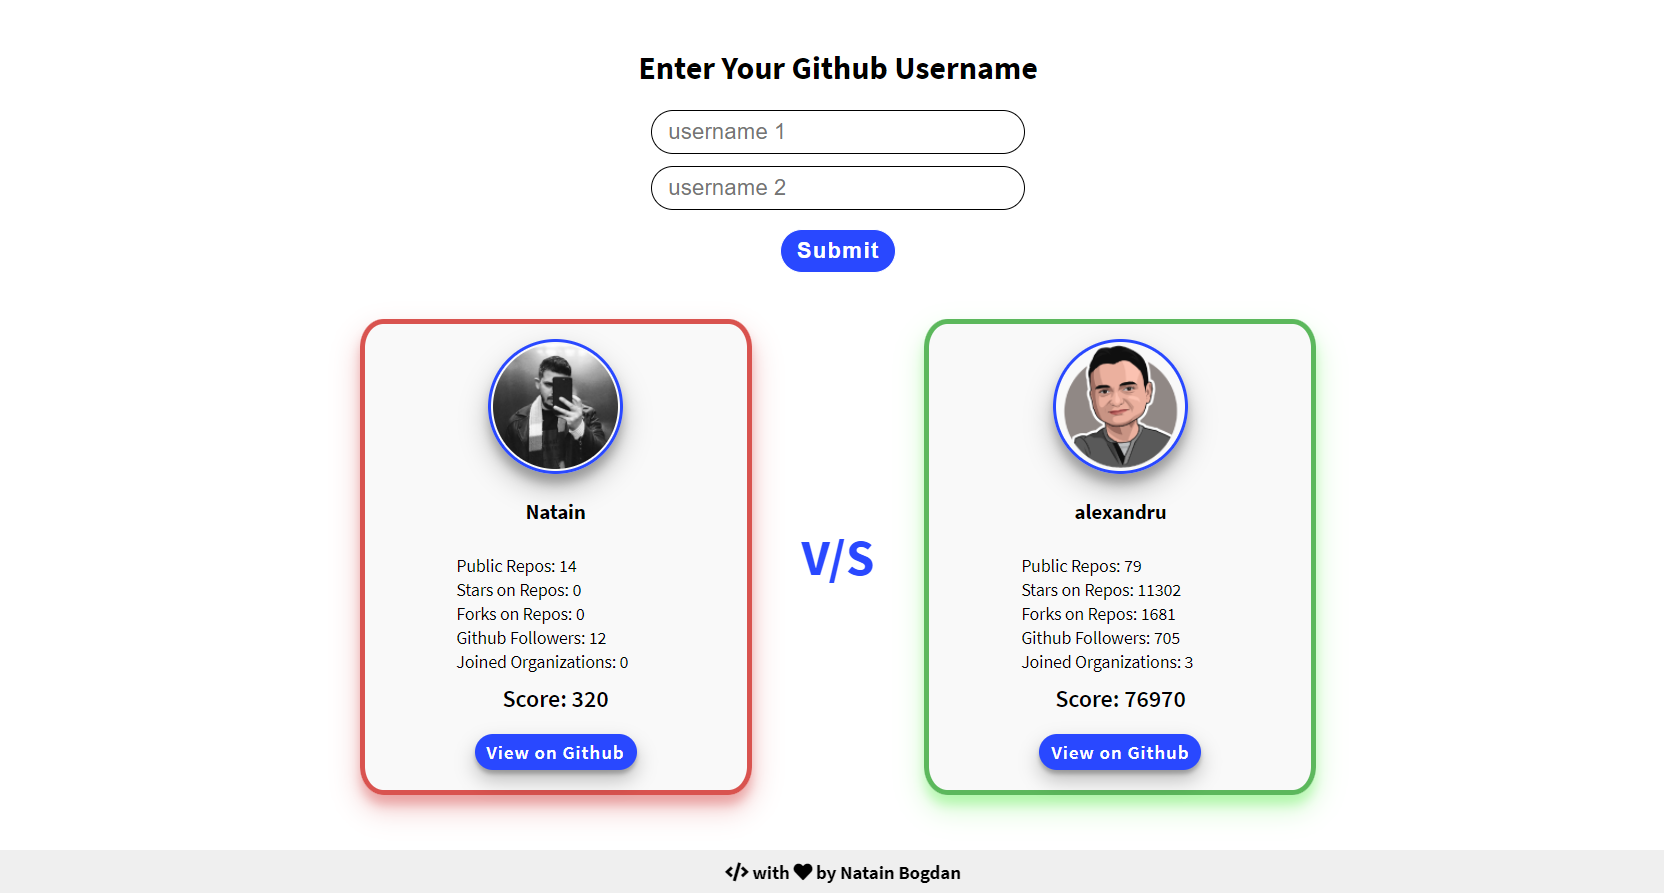 Enter Your Github Username
username 1
username 2
Submit
Natain
Public Repos: 14
Stars on Repos: 0
Forks on Repos: 0
Github Followers: 12
Joined Organizations: 0
Score: 320
View on Github
V/S
alexandru
Public Repos: 79
Stars on Repos: 11302
Forks on Repos: 1681
Github Followers: 705
Joined Organizations: 3
Score: 76970
View on Github
</> with ♥ by Natain Bogdan